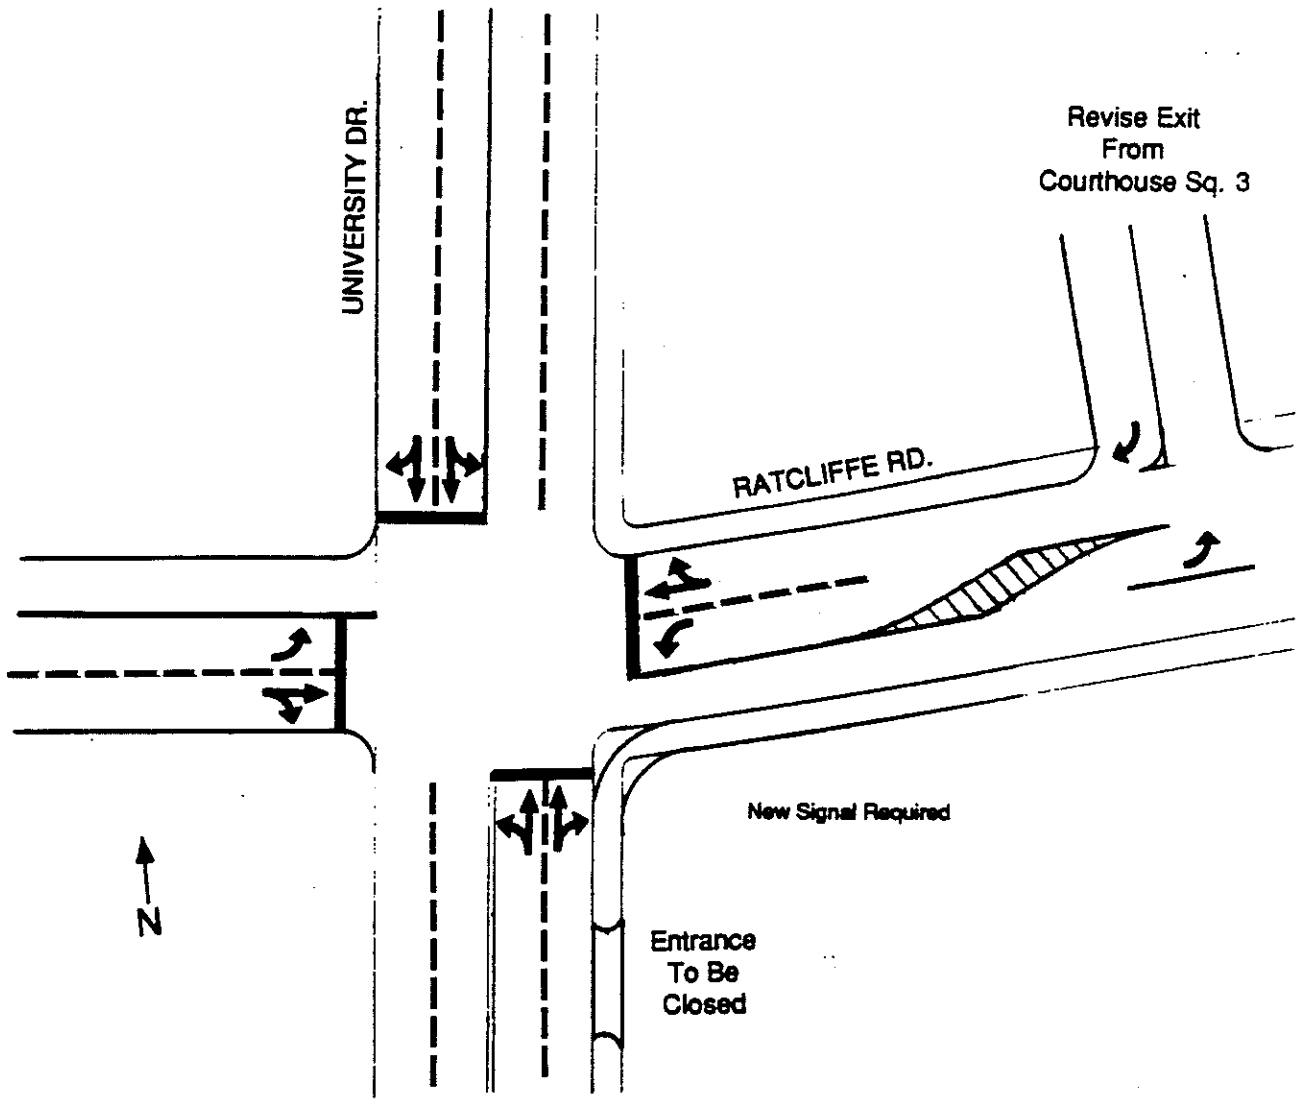 UNIVERSITY DR.
Revise Exit
From
Courthouse Sq. 3
RATCLIFFE RD.
New Signal Required
N
Entrance
To Be
Closed